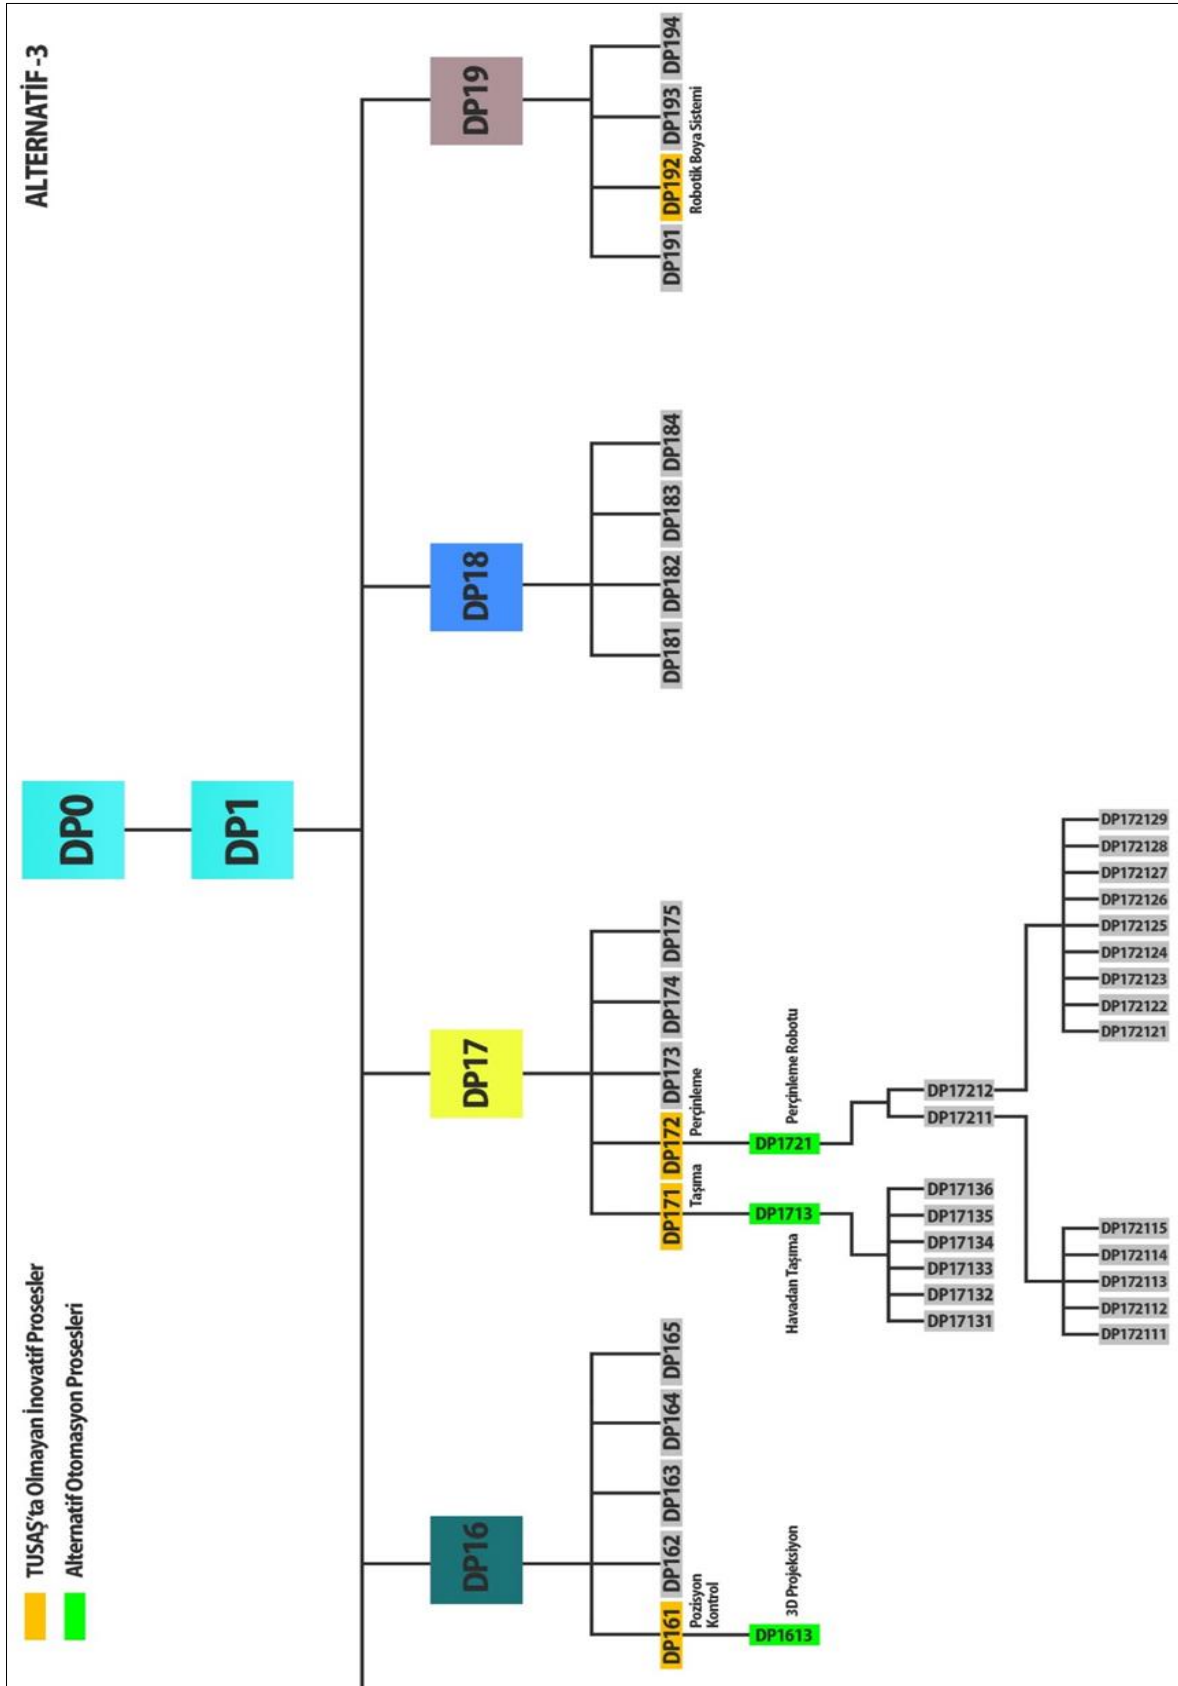 ALTERNATİF -3
TUSAŞ'ta Olmayan İnovatif Prosesler
Alternatif Otomasyon Prosesleri
DP0
DP1
DP16
DP17
DP18
DP19
DP161
DP162
DP163
DP164
DP165
DP171
DP172
DP173
DP174
DP175
DP181
DP182
DP183
DP184
DP191
DP192
DP193
DP194
Pozisyon
Kontrol
Taşıma
Perçinleme
Robotik Boya Sistemi
DP1613
3D Projeksiyon
Havadan Taşıma
DP1713
DP1721
Perçinleme Robotu
DP17131
DP17132
DP17133
DP17134
DP17135
DP17136
DP17211
DP17212
DP172111
DP172112
DP172113
DP172114
DP172115
DP172121
DP172122
DP172123
DP172124
DP172125
DP172126
DP172127
DP172128
DP172129